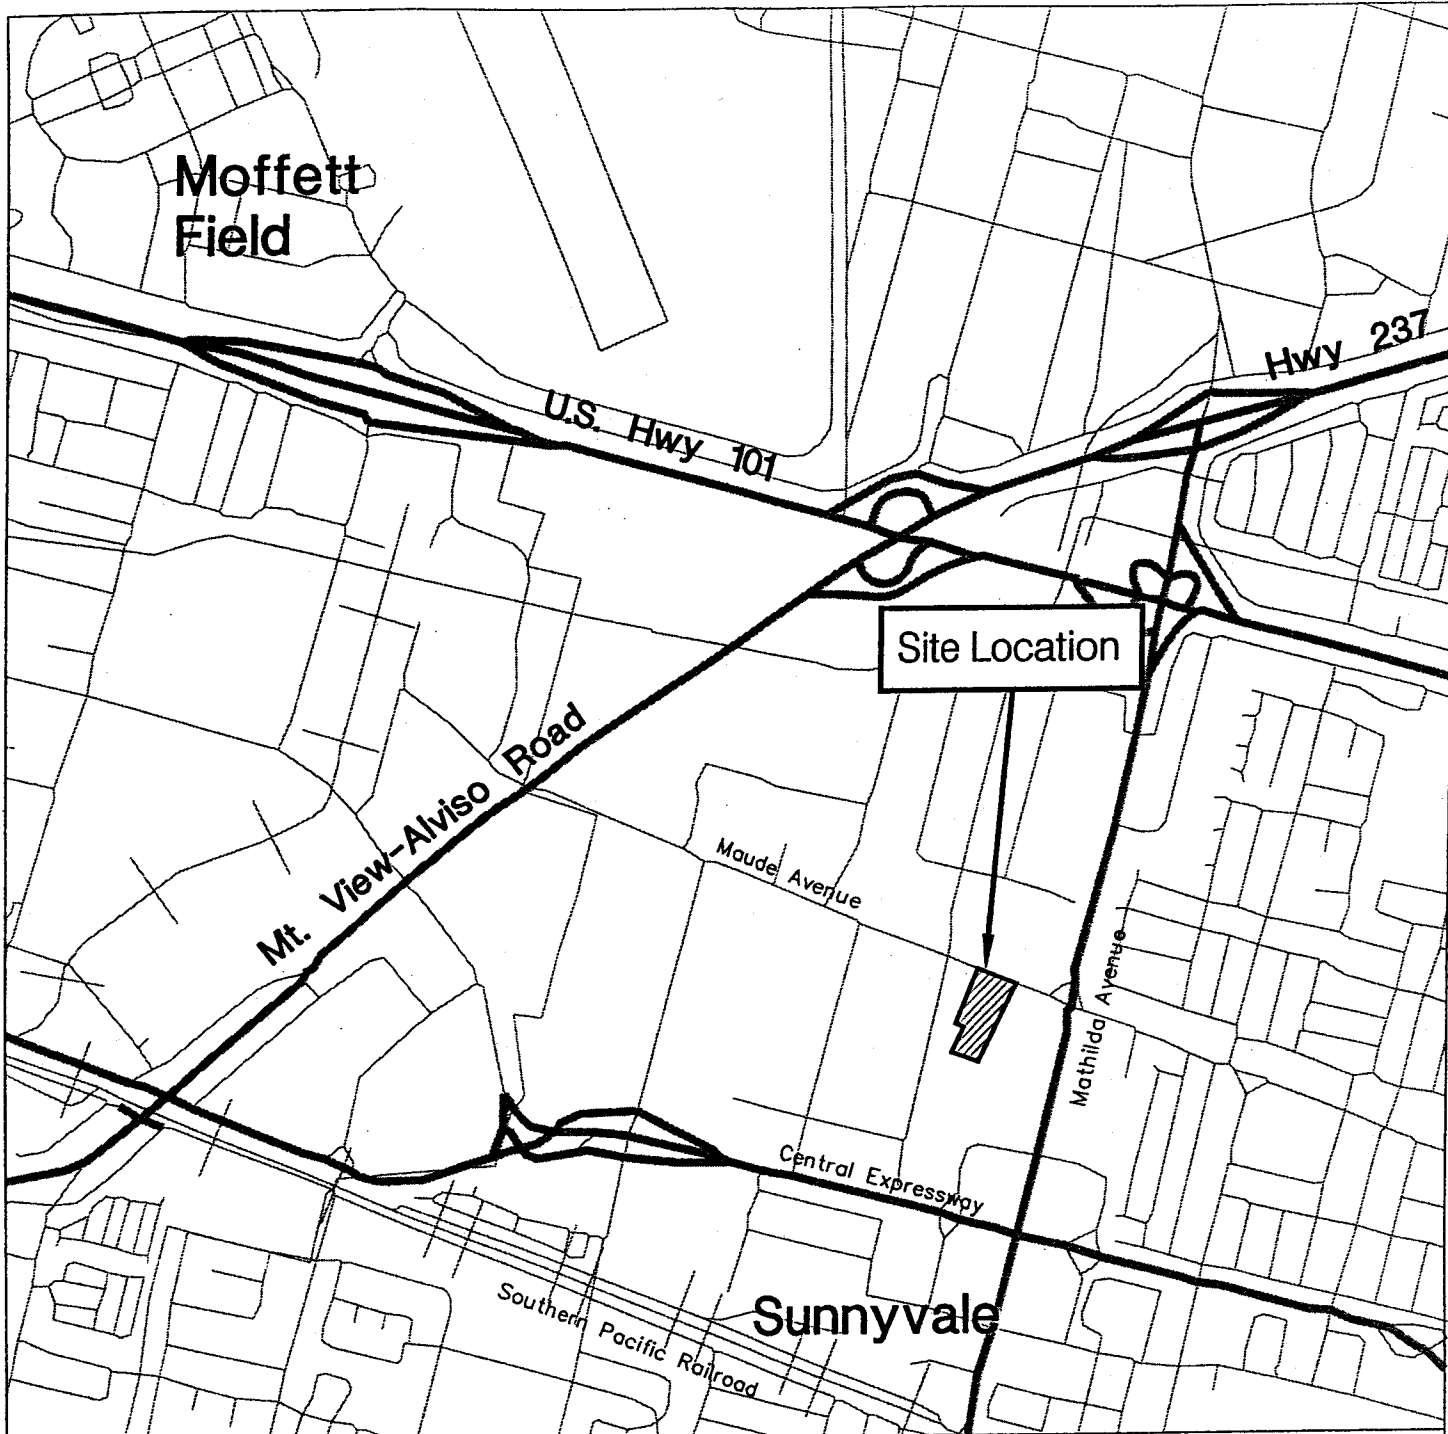 Moffett
Field
Hwy 237
U.S. Hwy 101
Site Location
Mt. View-Alviso Road
Maude Avenue
Mathilda Avenue
Central Expressway
Southern Pacific Railroad
Sunnyvale